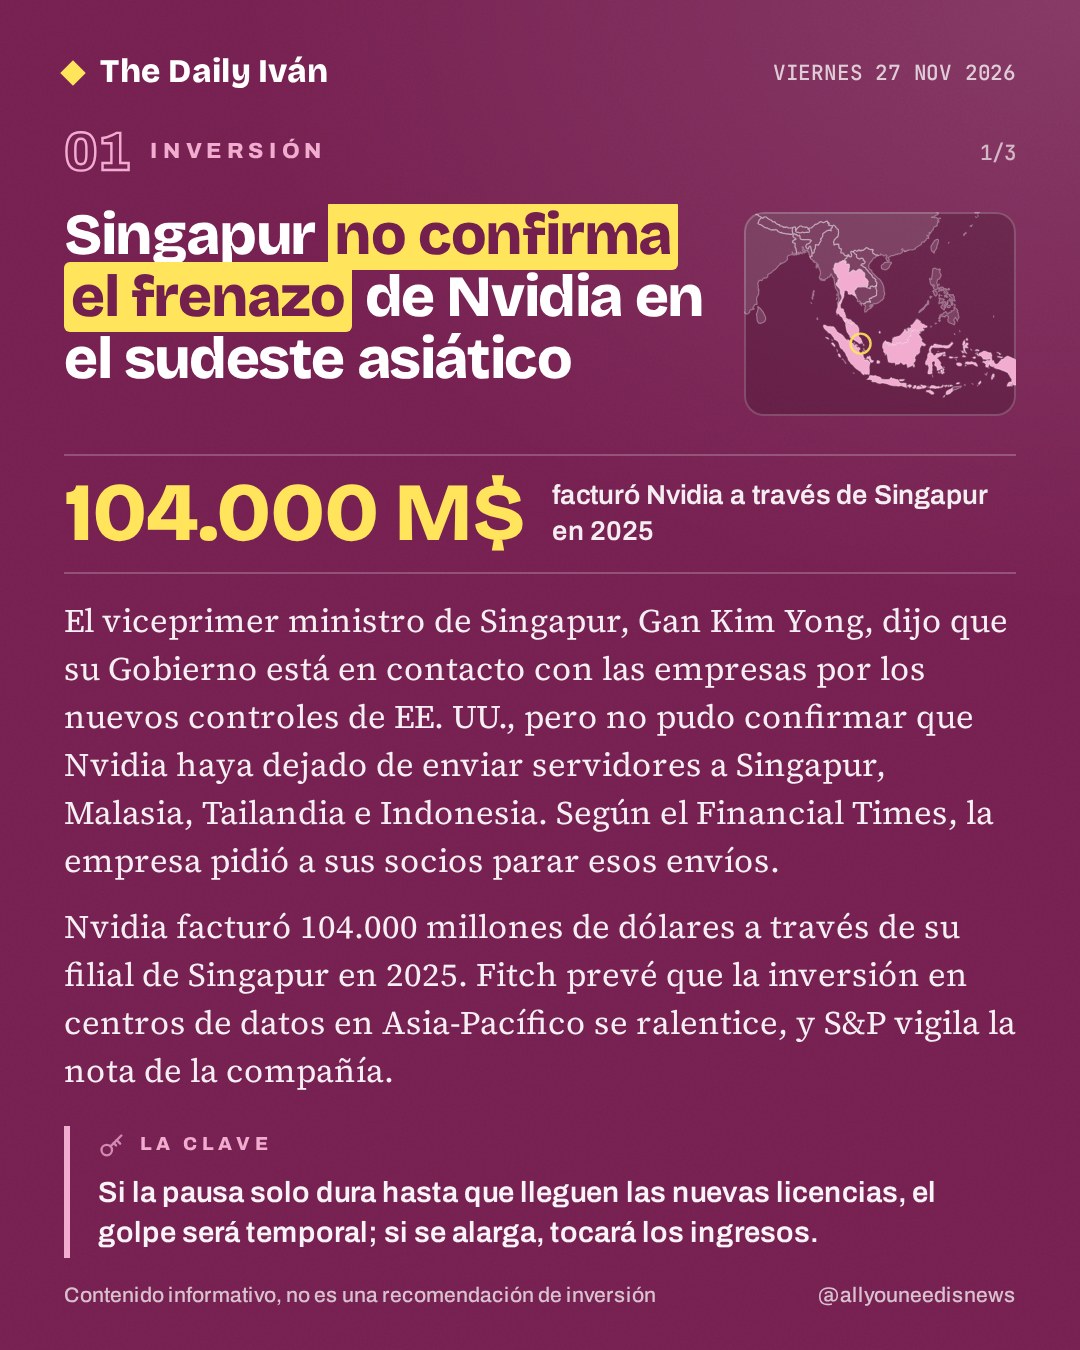 The Daily Iván
VIERNES 27 NOV 2026
01 INVERSIÓN
1/3
Singapur no confirma
el frenazo de Nvidia en
el sudeste asiático
104.000 M$
facturó Nvidia a través de Singapur
en 2025
El viceprimer ministro de Singapur, Gan Kim Yong, dijo que
su Gobierno está en contacto con las empresas por los
nuevos controles de EE. UU., pero no pudo confirmar que
Nvidia haya dejado de enviar servidores a Singapur,
Malasia, Tailandia e Indonesia. Según el Financial Times, la
empresa pidió a sus socios parar esos envíos.
Nvidia facturó 104.000 millones de dólares a través de su
filial de Singapur en 2025. Fitch prevé que la inversión en
centros de datos en Asia-Pacífico se ralentice, y S&P vigila la
nota de la compañía.
LA CLAVE
Si la pausa solo dura hasta que lleguen las nuevas licencias, el
golpe será temporal; si se alarga, tocará los ingresos.
Contenido informativo, no es una recomendación de inversión
@allyouneedisnews